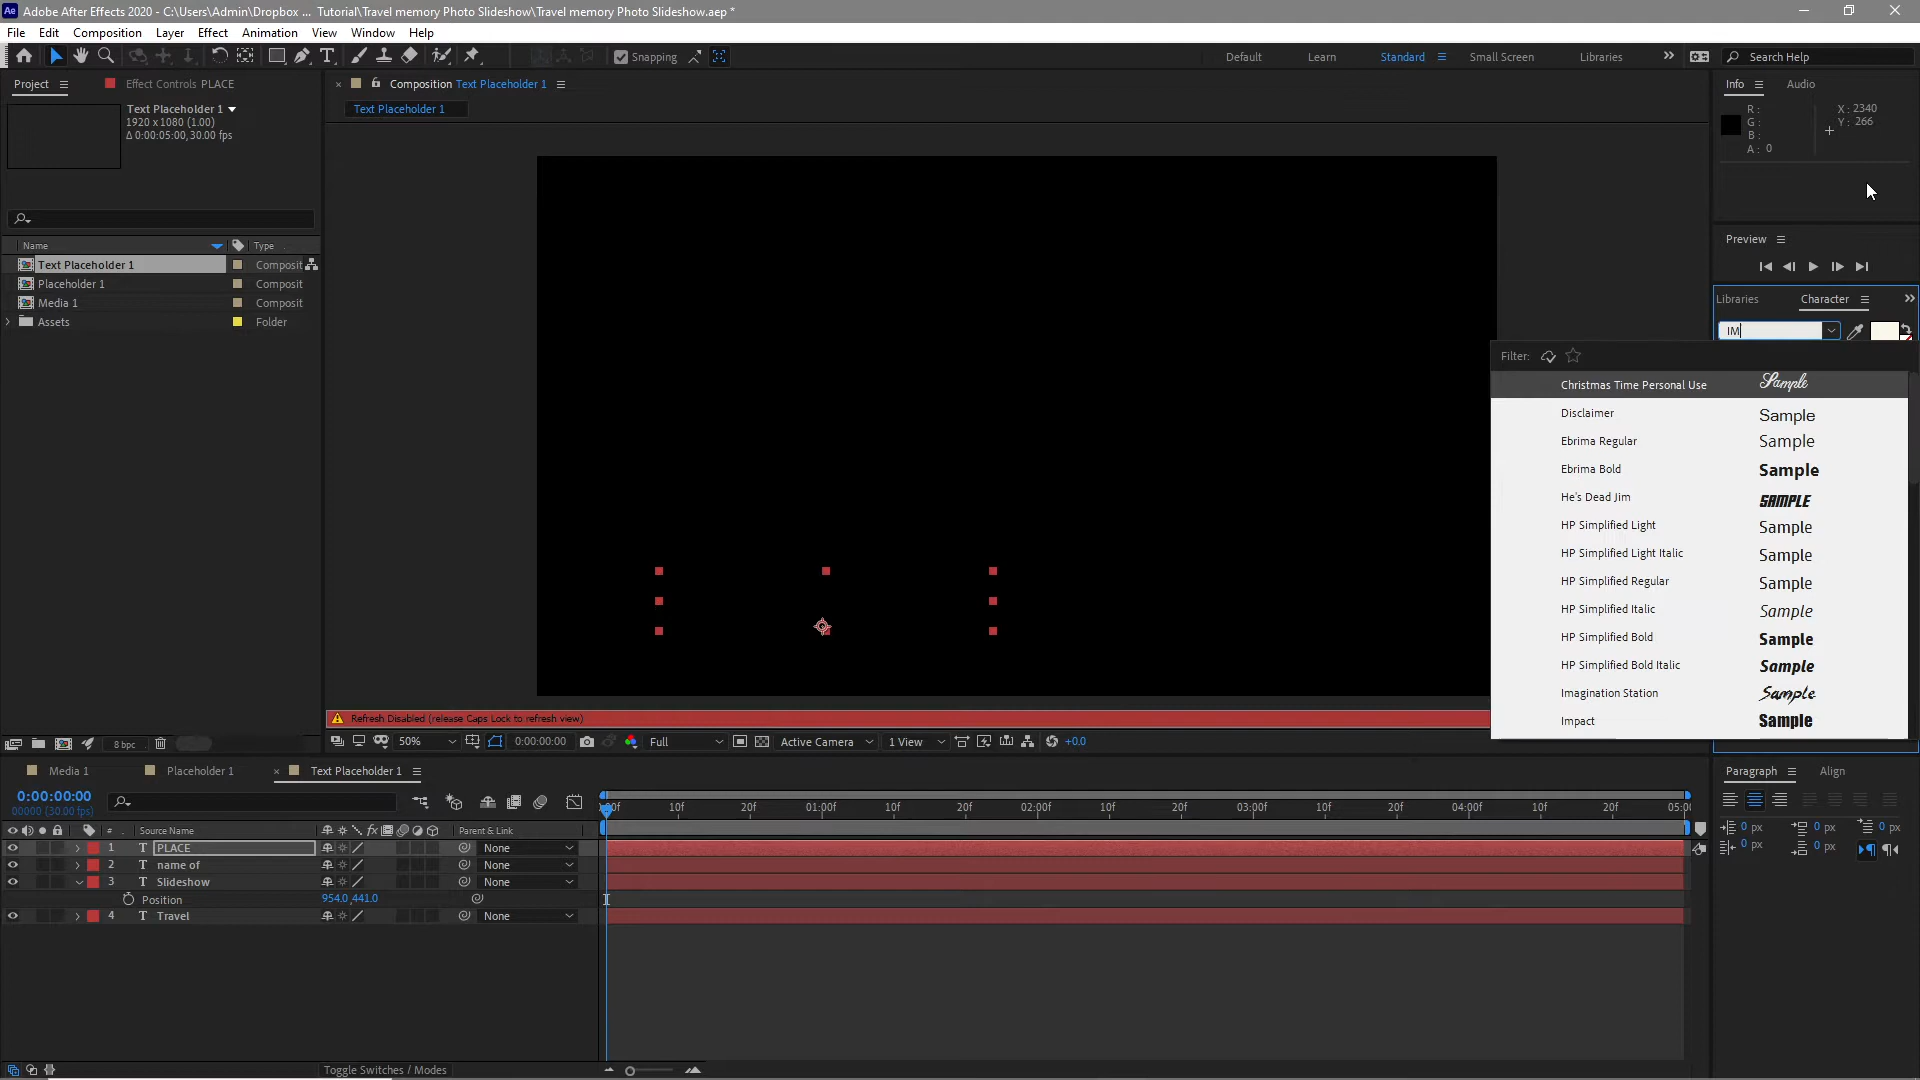 Adobe After Effects 2020 - C:\Users\Admin\Dropbox ... Tutorial\Travel memory Photo Slideshow\Travel memory Photo Slideshow.aep *
File Edit Composition Layer Effect Animation View Window Help
Snapping Default Learn Standard Small Screen Libraries Search Help
Project Effect Controls PLACE
Text Placeholder 1
1920 x 1080 (1.00)
Δ 0:00:05:00, 30.00 fps
Name Type
Text Placeholder 1 Composit
Placeholder 1 Composit
Media 1 Composit
Assets Folder
8 bpc
Composition Text Placeholder 1
Text Placeholder 1
Refresh Disabled (release Caps Lock to refresh view)
50% 0:00:00:00 Full Active Camera 1 View +0.0
Info Audio
R : X : 2340
G : Y : 266
B :
A : 0
Preview
Libraries Character
IM
Filter:
Christmas Time Personal Use Sample
Disclaimer Sample
Ebrima Regular Sample
Ebrima Bold Sample
He's Dead Jim SAMPLE
HP Simplified Light Sample
HP Simplified Light Italic Sample
HP Simplified Regular Sample
HP Simplified Italic Sample
HP Simplified Bold Sample
HP Simplified Bold Italic Sample
Imagination Station Sample
Impact Sample
Media 1 Placeholder 1 Text Placeholder 1
0:00:00:00
00000 (30.00 fps)
:00f 10f 20f 01:00f 10f 20f 02:00f 10f 20f 03:00f 10f 20f 04:00f 10f 20f 05:00
# Source Name fx Parent & Link
1 T PLACE None
2 T name of None
3 T Slideshow None
Position 954.0,441.0
4 T Travel None
Toggle Switches / Modes
Paragraph Align
0 px 0 px 0 px
0 px 0 px